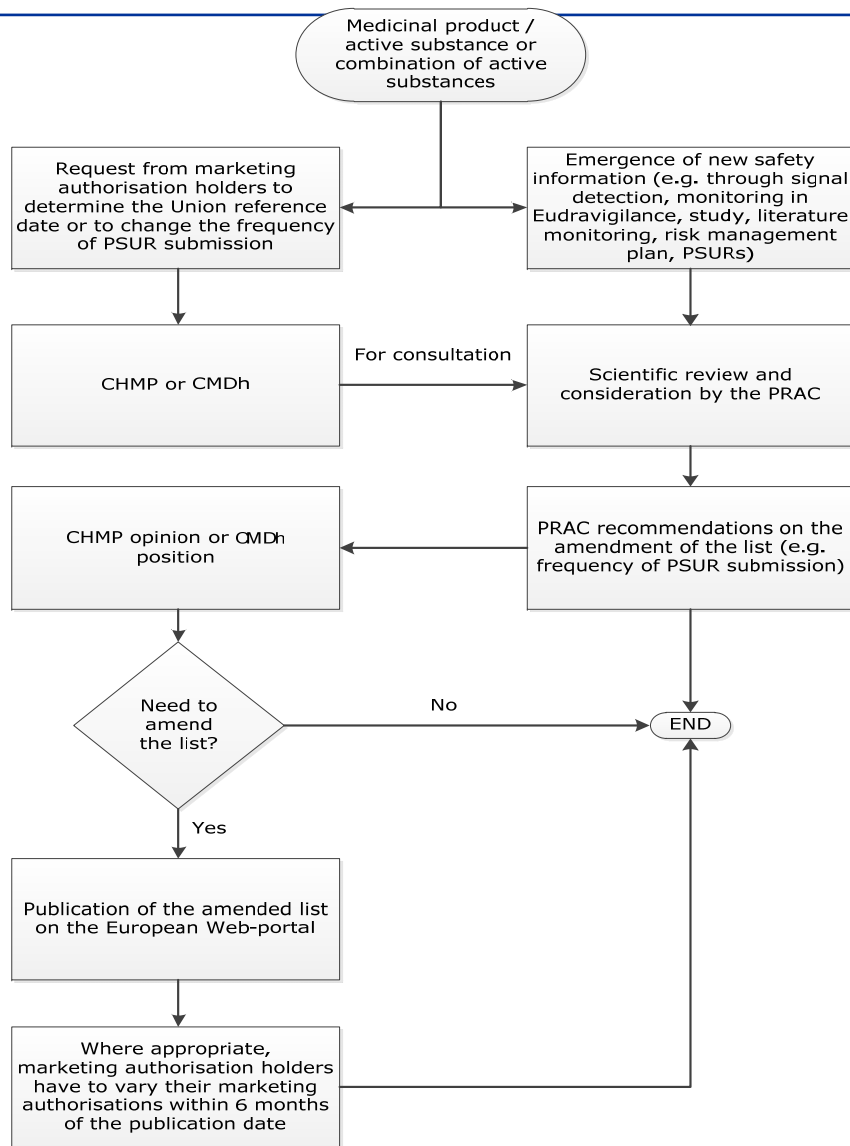 Medicinal product /
active substance or
combination of active
substances
Request from marketing
authorisation holders to
determine the Union reference
date or to change the frequency
of PSUR submission
Emergence of new safety
information (e.g. through signal
detection, monitoring in
Eudravigilance, study, literature
monitoring, risk management
plan, PSURs)
CHMP or CMDh
For consultation
Scientific review and
consideration by the PRAC
CHMP opinion or CMDh
position
PRAC recommendations on the
amendment of the list (e.g.
frequency of PSUR submission)
Need to
amend
the list?
No
END
Yes
Publication of the amended list
on the European Web-portal
Where appropriate,
marketing authorisation holders
have to vary their marketing
authorisations within 6 months
of the publication date